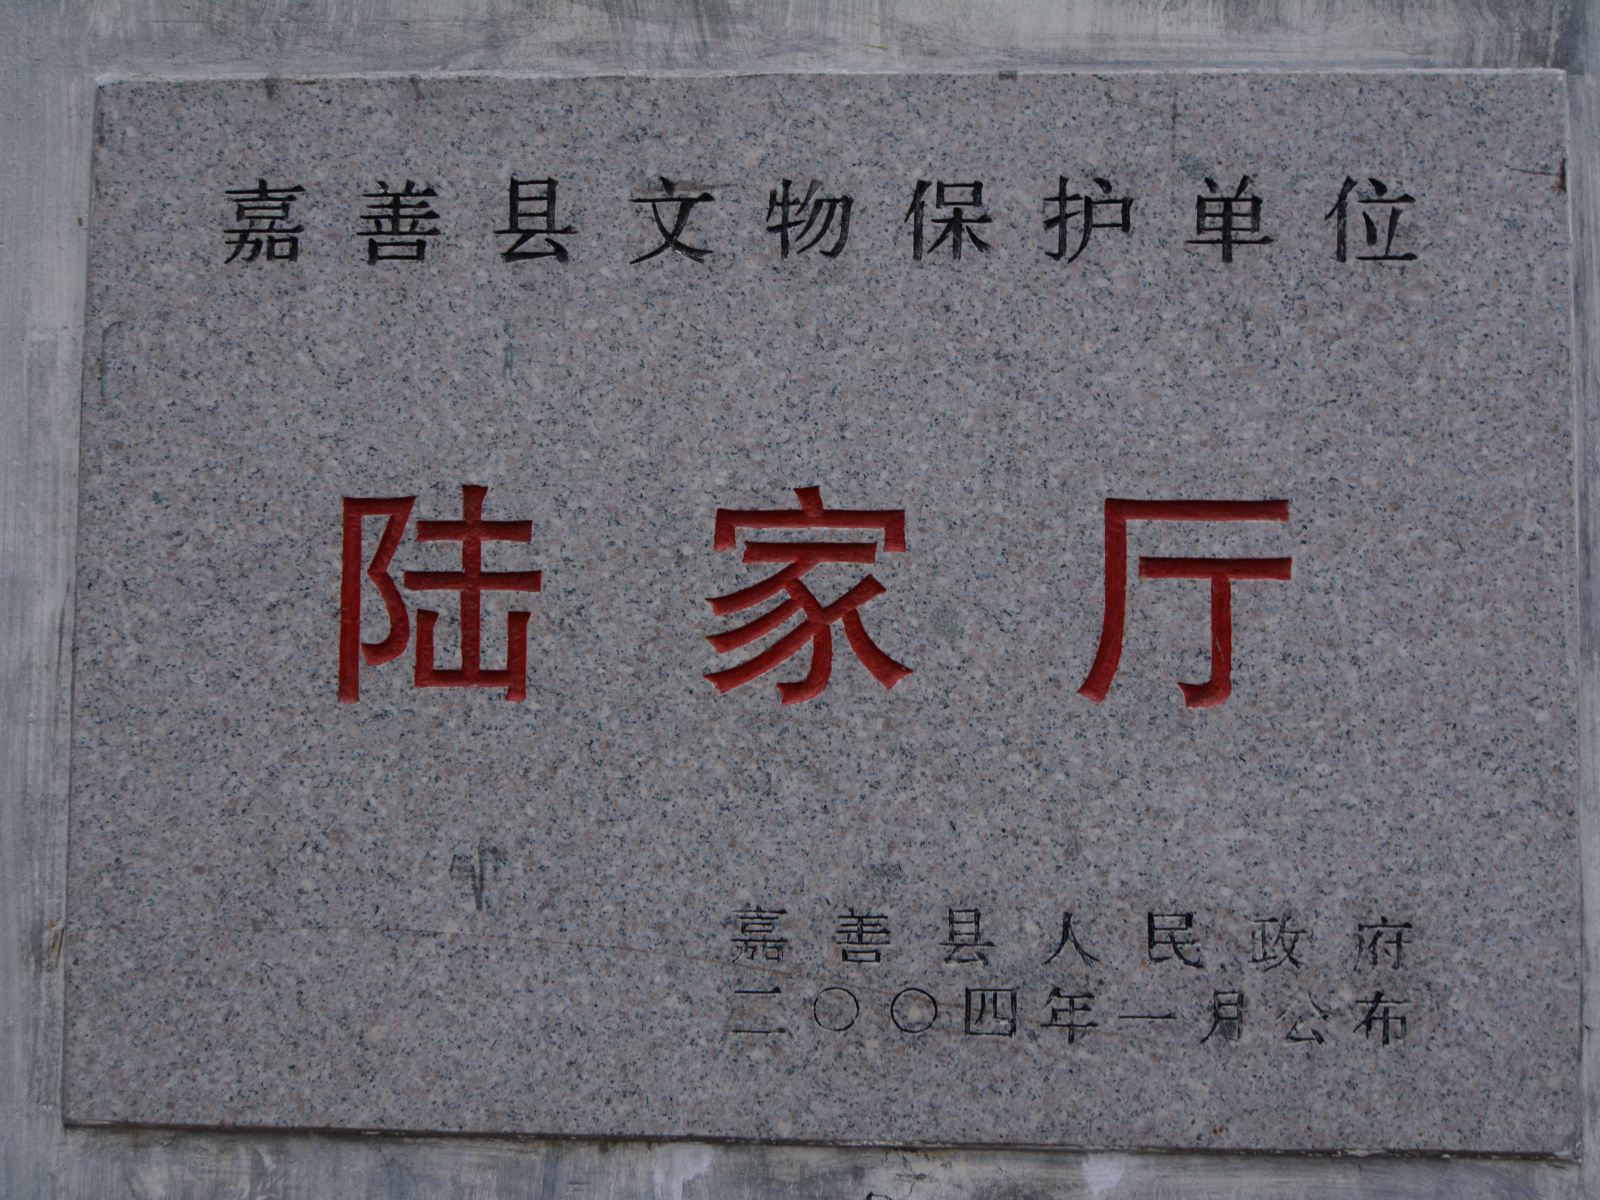 嘉善县文物保护单位
陆家厅
嘉善县人民政府
二〇〇四年一月公布